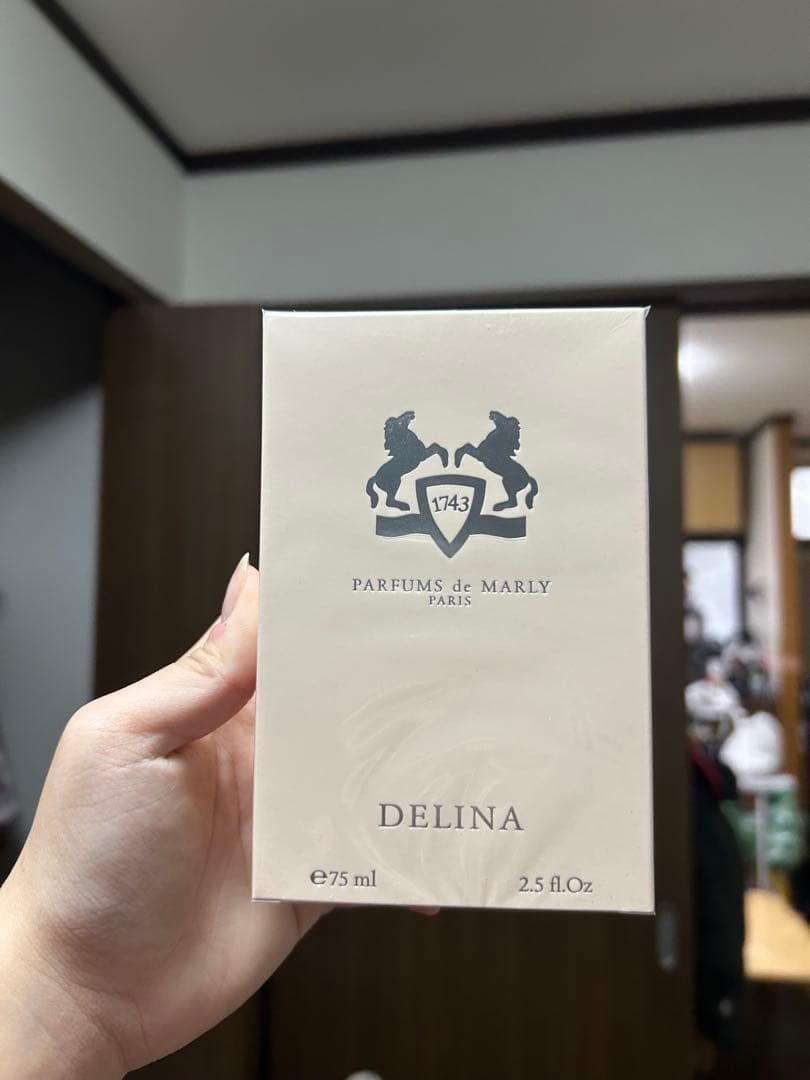 1743
PARFUMS de MARLY
PARIS
DELINA
℮75 ml 2.5 fl.Oz